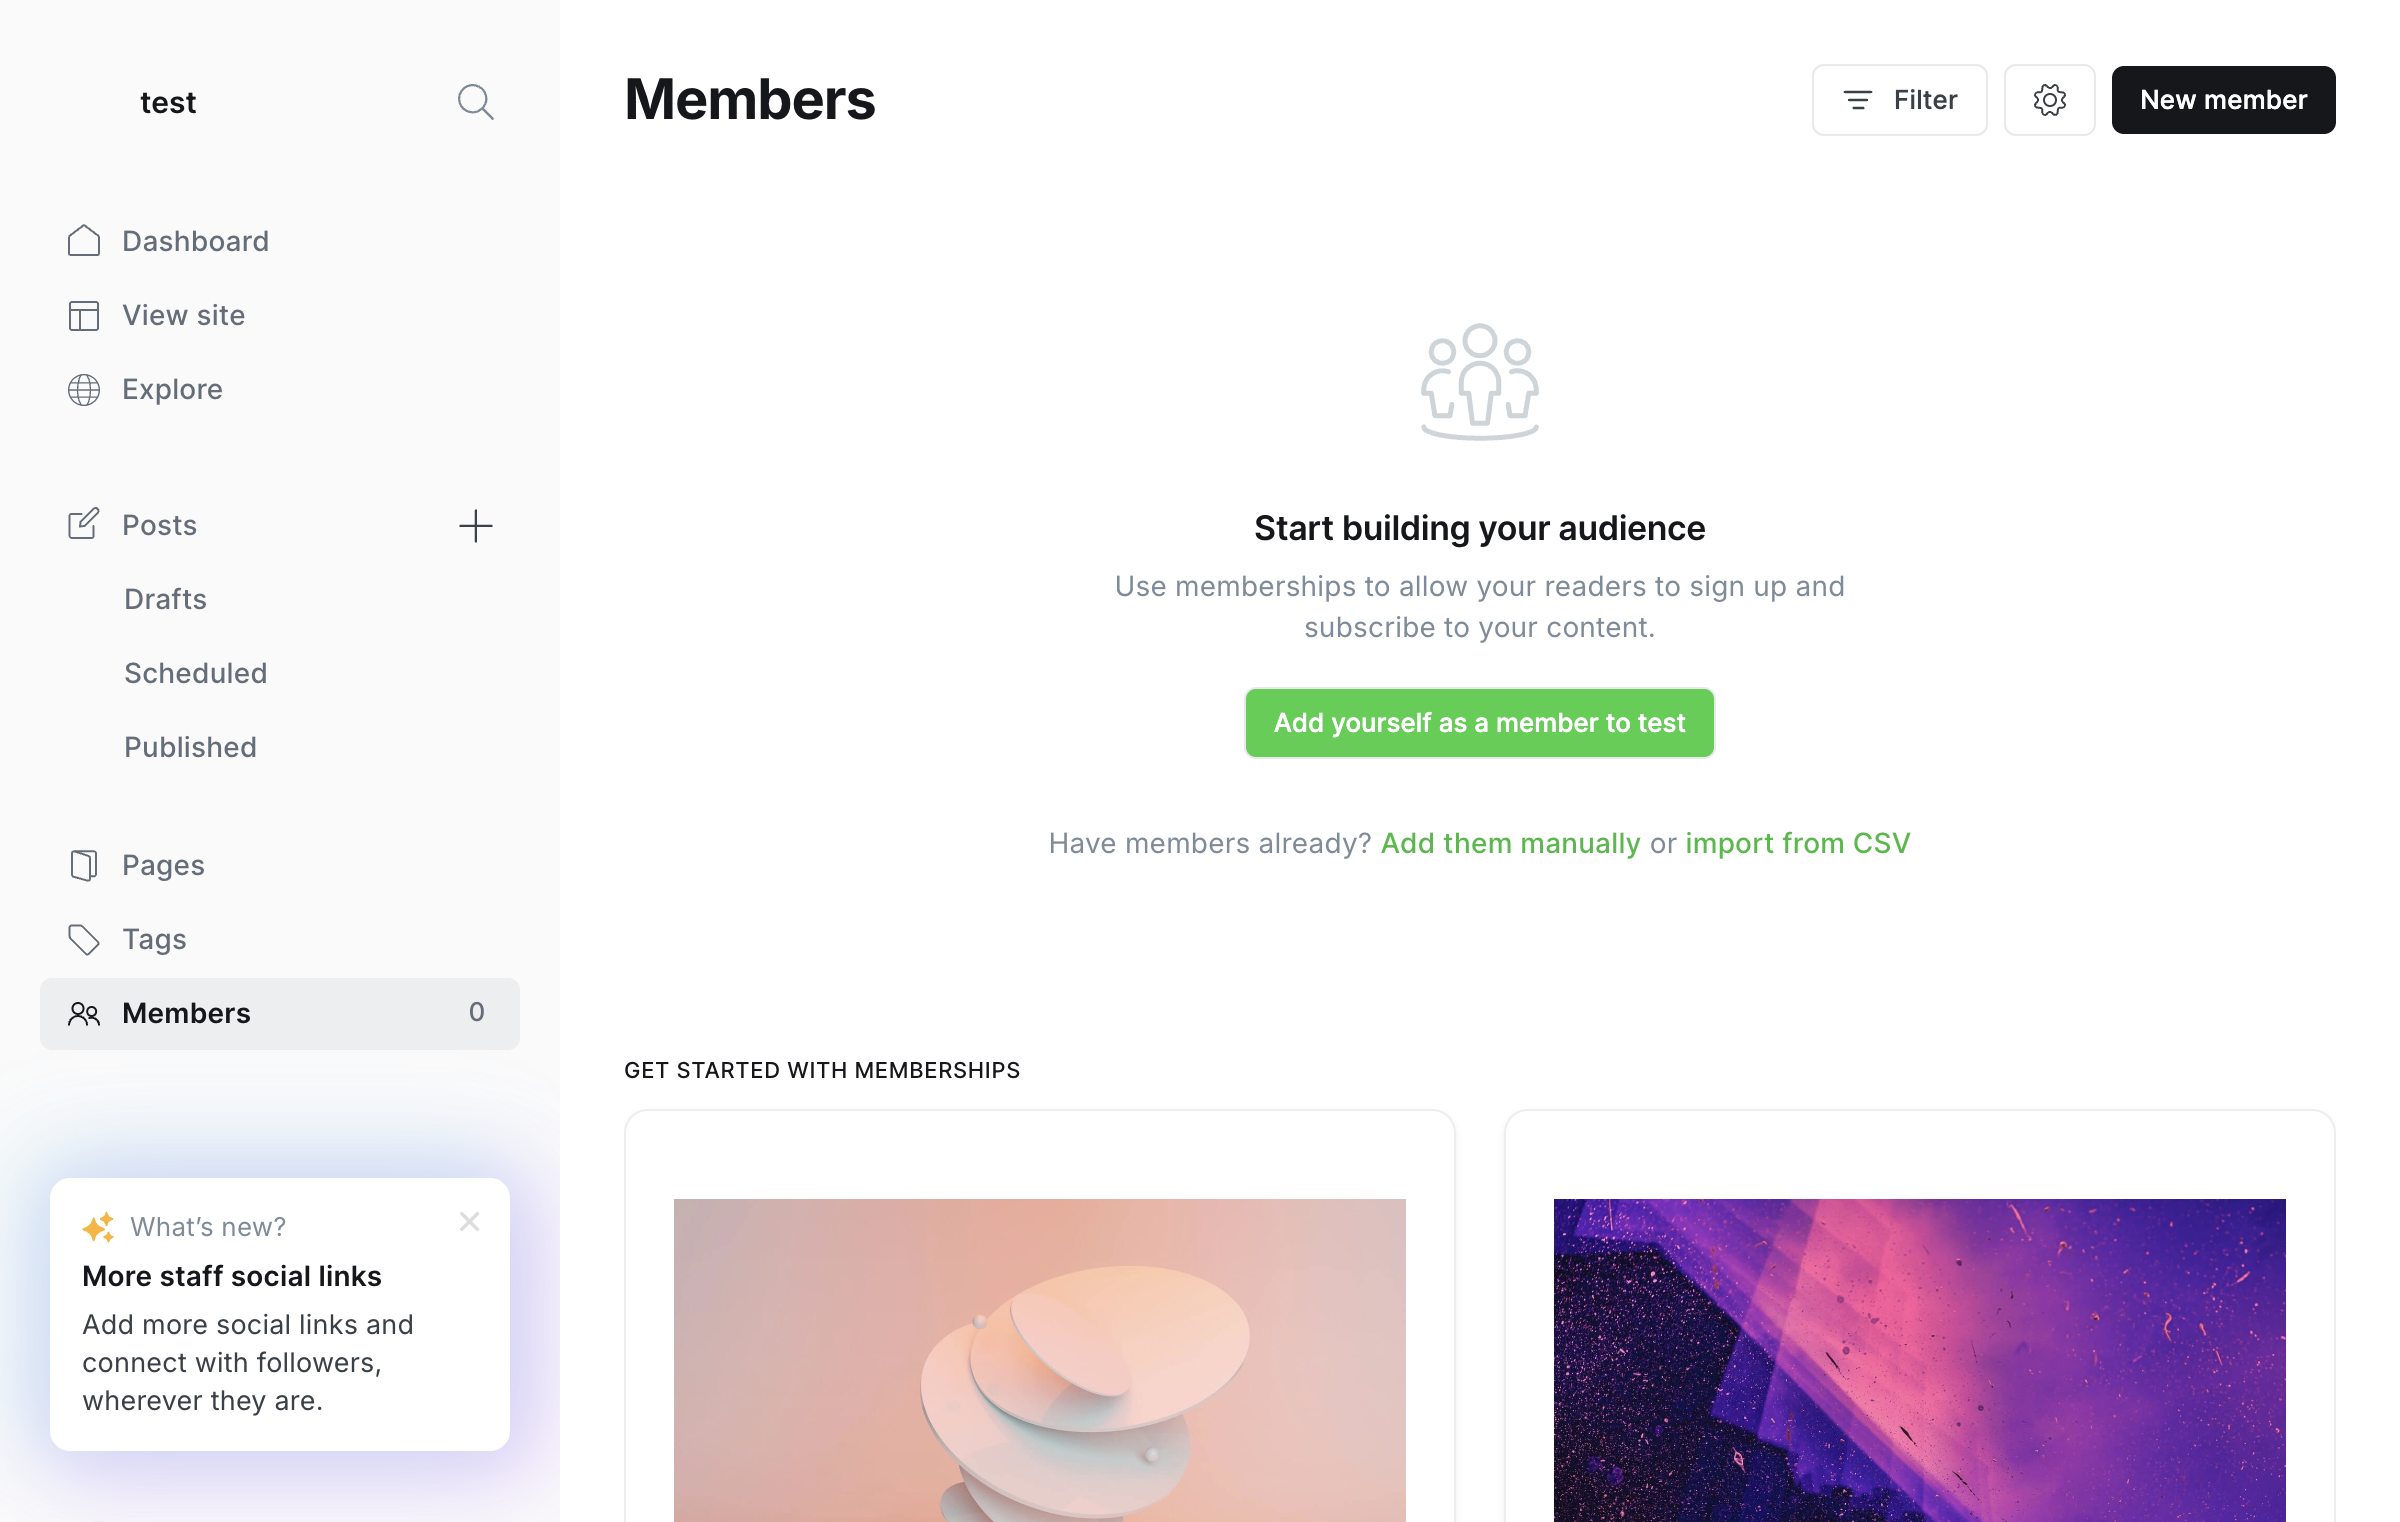 test
Dashboard
View site
Explore
Posts
Drafts
Scheduled
Published
Pages
Tags
Members 0
What’s new?
More staff social links
Add more social links and
connect with followers,
wherever they are.
Members
Filter
New member
Start building your audience
Use memberships to allow your readers to sign up and
subscribe to your content.
Add yourself as a member to test
Have members already? Add them manually or import from CSV
GET STARTED WITH MEMBERSHIPS